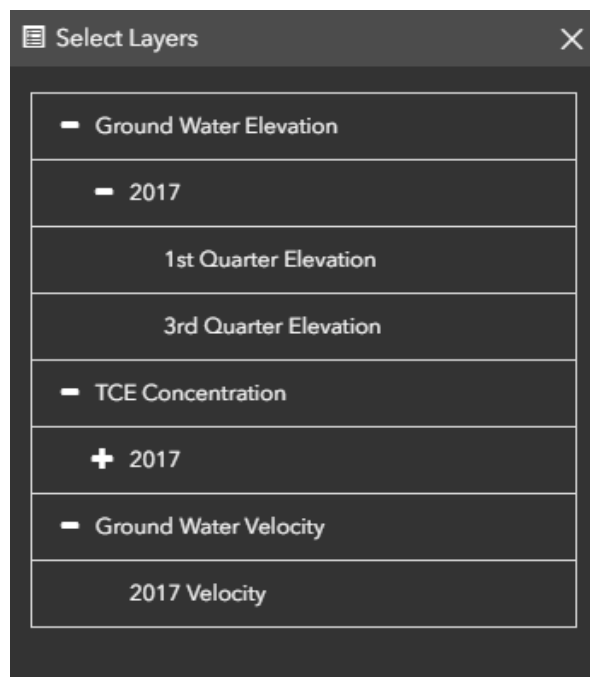 Select Layers
Ground Water Elevation
2017
1st Quarter Elevation
3rd Quarter Elevation
TCE Concentration
2017
Ground Water Velocity
2017 Velocity